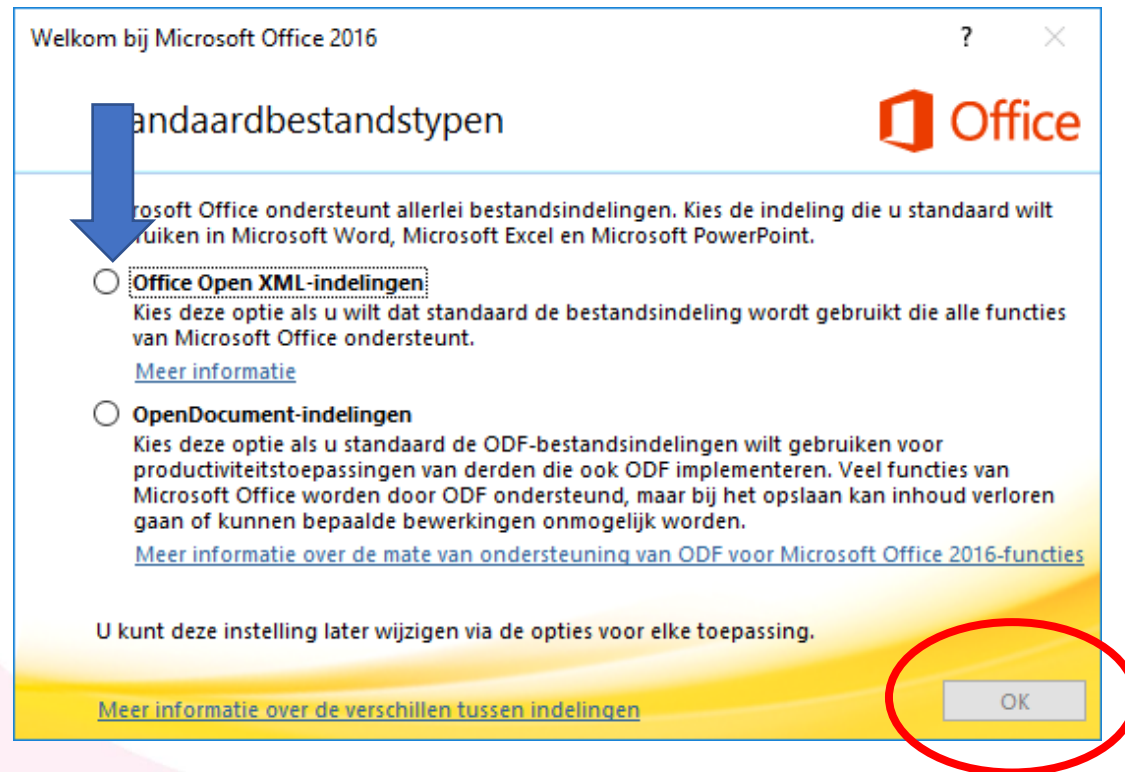 Welkom bij Microsoft Office 2016
?
andaardbestandstypen
Office
rosoft Office ondersteunt allerlei bestandsindelingen. Kies de indeling die u standaard wilt
ruiken in Microsoft Word, Microsoft Excel en Microsoft PowerPoint.
Office Open XML-indelingen
Kies deze optie als u wilt dat standaard de bestandsindeling wordt gebruikt die alle functies
van Microsoft Office ondersteunt.
Meer informatie
OpenDocument-indelingen
Kies deze optie als u standaard de ODF-bestandsindelingen wilt gebruiken voor
productiviteitstoepassingen van derden die ook ODF implementeren. Veel functies van
Microsoft Office worden door ODF ondersteund, maar bij het opslaan kan inhoud verloren
gaan of kunnen bepaalde bewerkingen onmogelijk worden.
Meer informatie over de mate van ondersteuning van ODF voor Microsoft Office 2016-functies
U kunt deze instelling later wijzigen via de opties voor elke toepassing.
Meer informatie over de verschillen tussen indelingen
OK